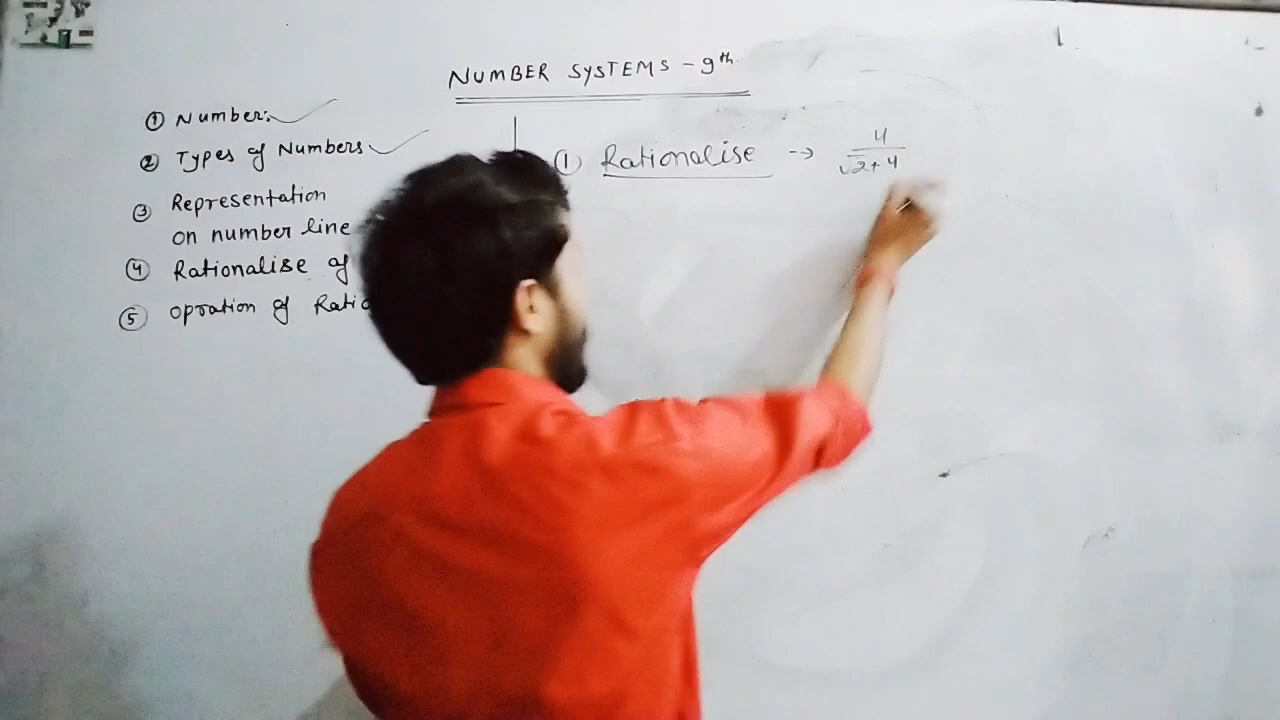 NUMBER SYSTEMS - 9th
① Numbers
② Types of Numbers
③ Representation
on number line
④ Rationalise of
⑤ opration of
① Rationalise → 4/√2+4